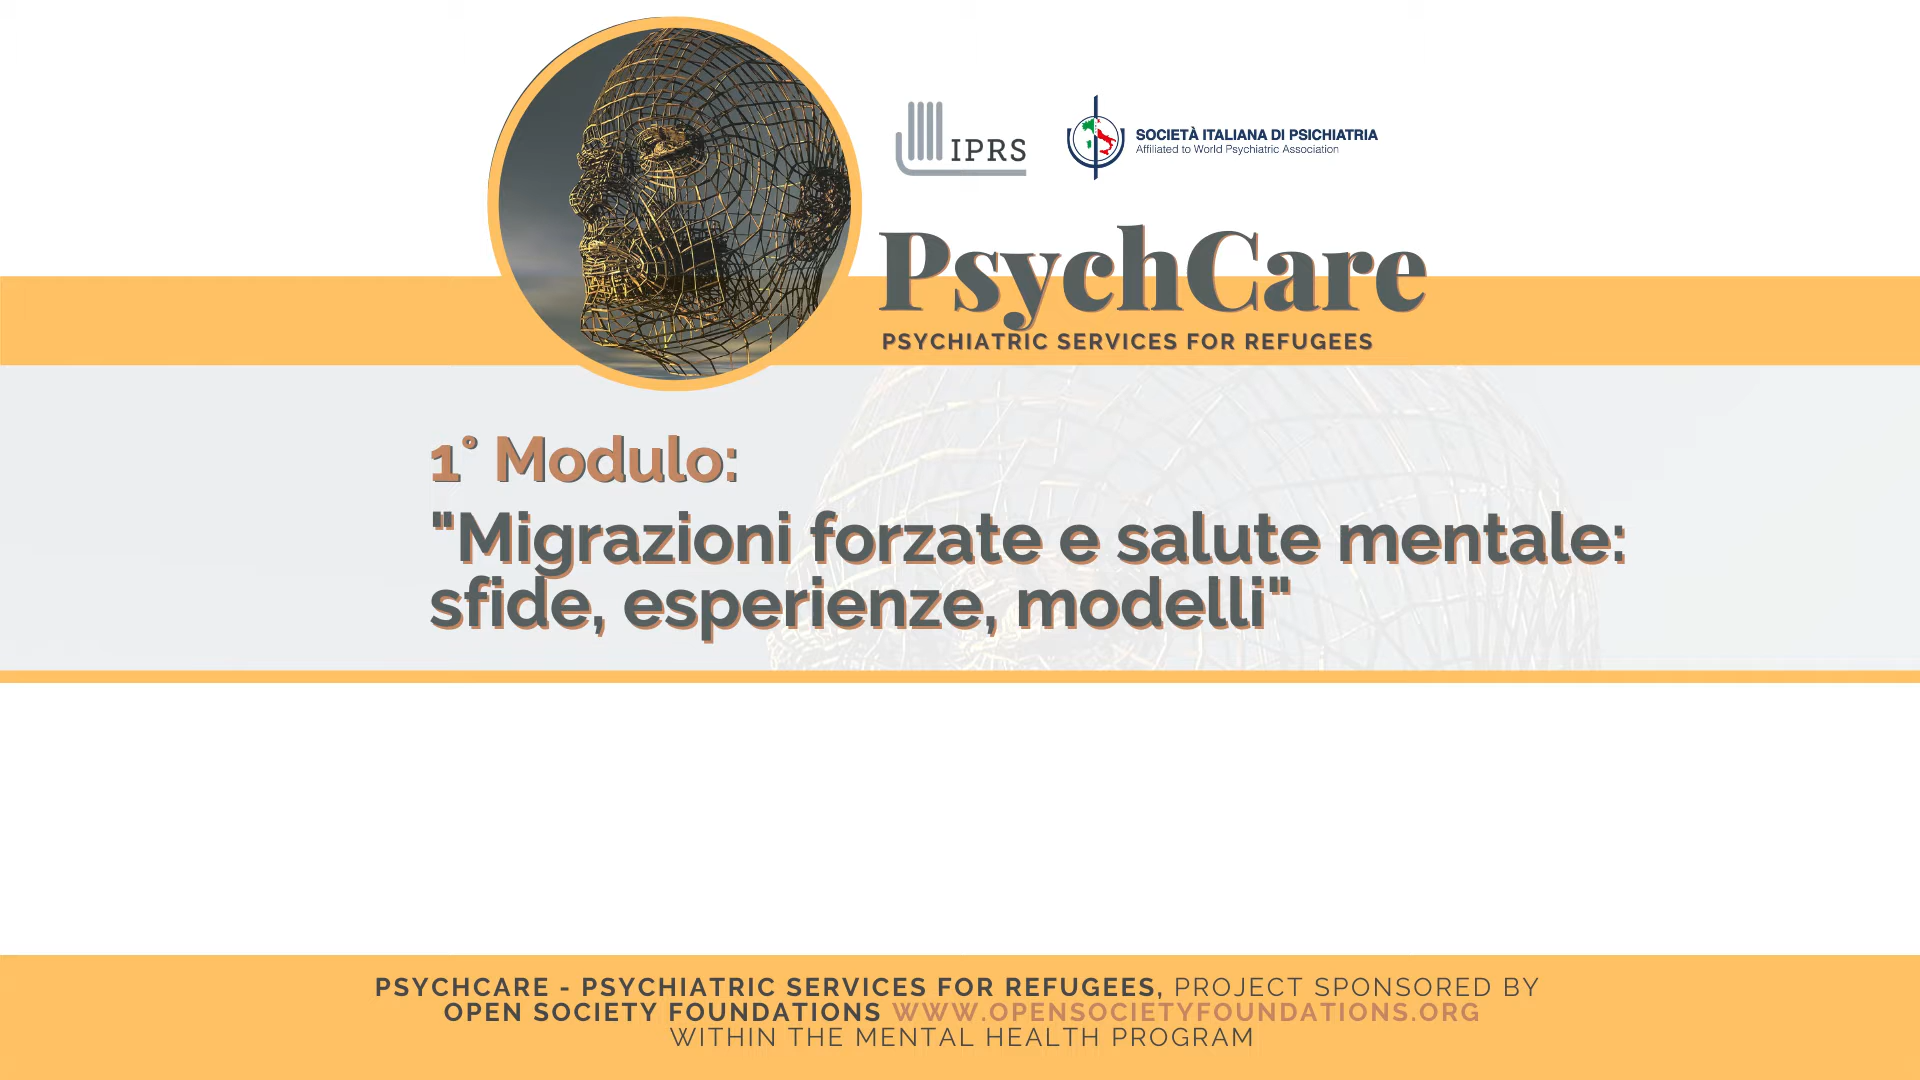 IPRS
SOCIETÀ ITALIANA DI PSICHIATRIA
Affiliated to World Psychiatric Association
PsychCare
PSYCHIATRIC SERVICES FOR REFUGEES
1° Modulo:
"Migrazioni forzate e salute mentale:
sfide, esperienze, modelli"
PSYCHCARE - PSYCHIATRIC SERVICES FOR REFUGEES, PROJECT SPONSORED BY
OPEN SOCIETY FOUNDATIONS WWW.OPENSOCIETYFOUNDATIONS.ORG
WITHIN THE MENTAL HEALTH PROGRAM